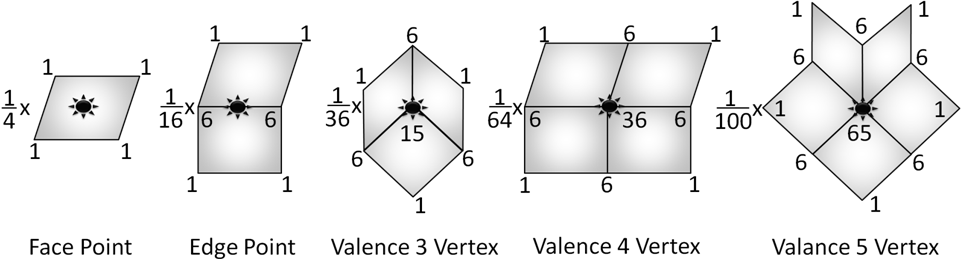 1 1
1/4 x
1 1
Face Point
1 1
1/16 x 6 6
1 1
Edge Point
6
1 1
1/36 x
15
6 6
1
Valence 3 Vertex
1 6 1
1/64 x 6 36 6
1 6 1
Valence 4 Vertex
1 6 1
6 6
1/100 x 1 1
65
6 6
1
Valance 5 Vertex